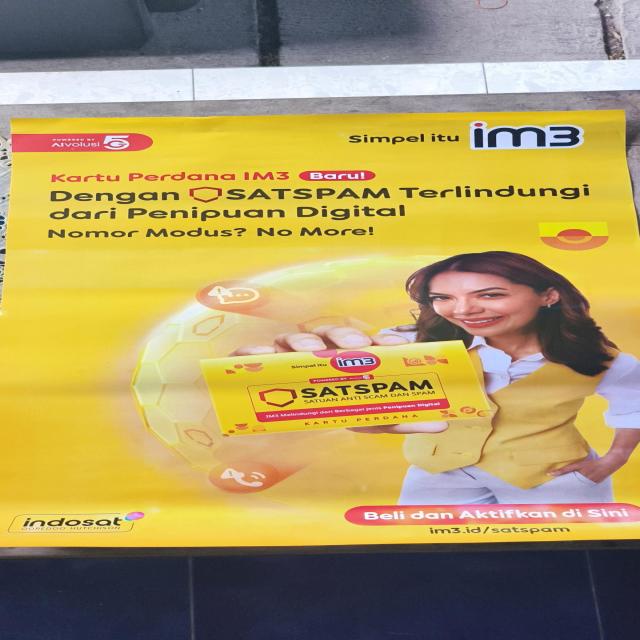 POWERED BY
AIvolusi 5G
Simpel itu im3
Kartu Perdana IM3 Baru!
Dengan SATSPAM Terlindungi
dari Penipuan Digital
Nomor Modus? No More!
Simpel itu im3
POWERED BY
SATSPAM
SATUAN ANTI SCAM DAN SPAM
IM3 Melindungi dari Berbagai Jenis Penipuan Digital
KARTU PERDANA
indosat
OOREDOO HUTCHISON
Beli dan Aktifkan di Sini
im3.id/satspam